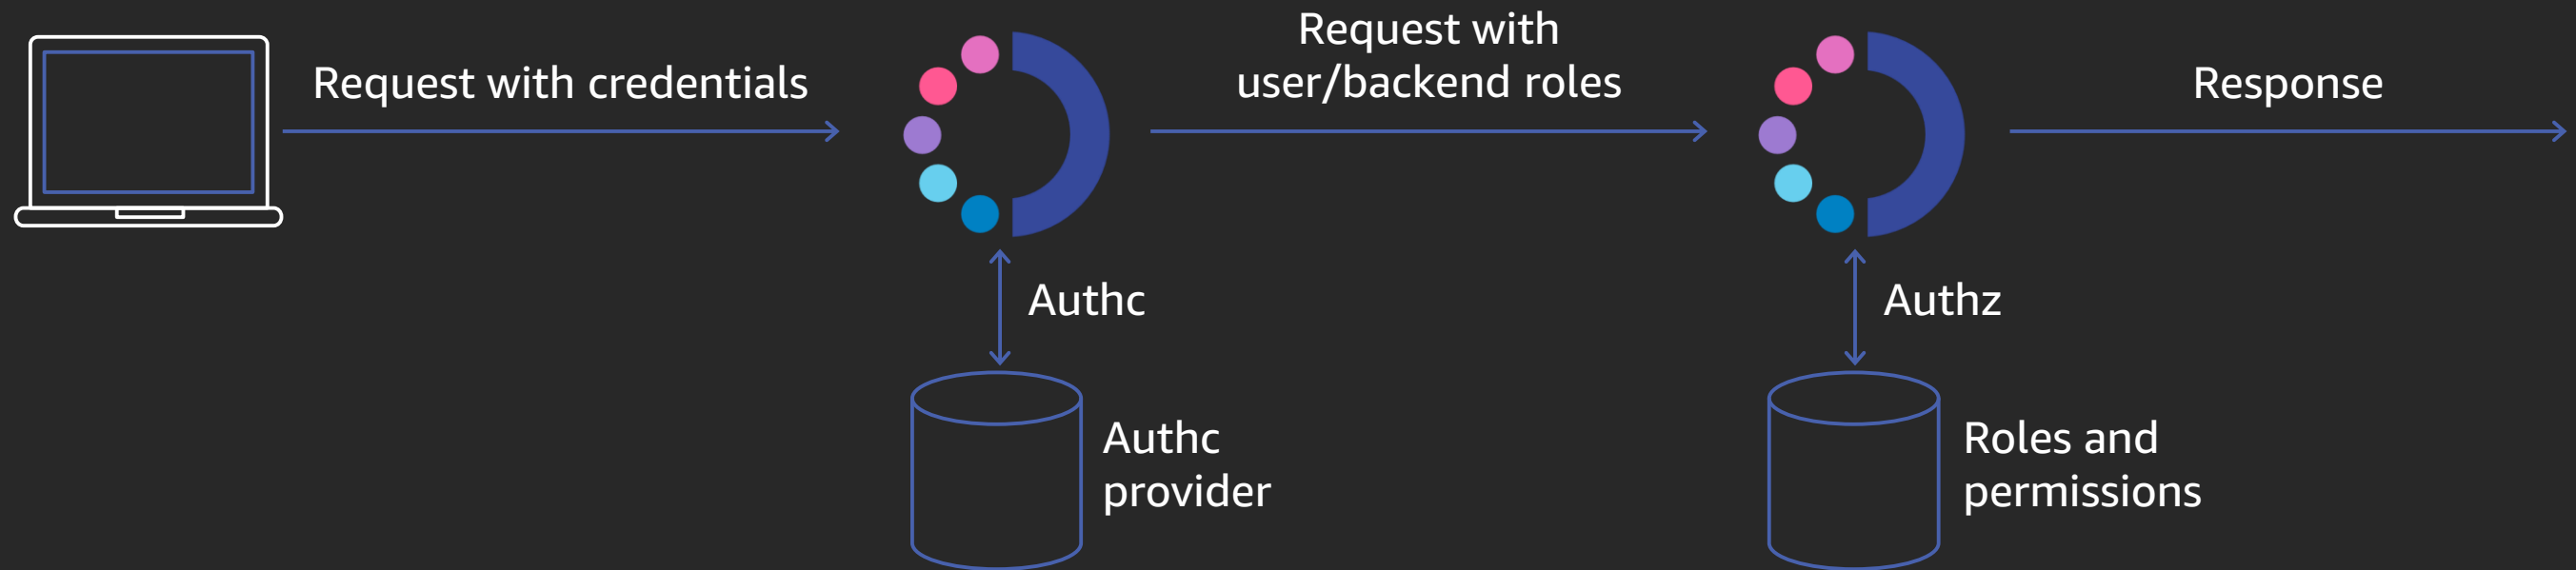 Request with credentials
Request with
user/backend roles
Response
Authc
Authz
Authc
provider
Roles and
permissions